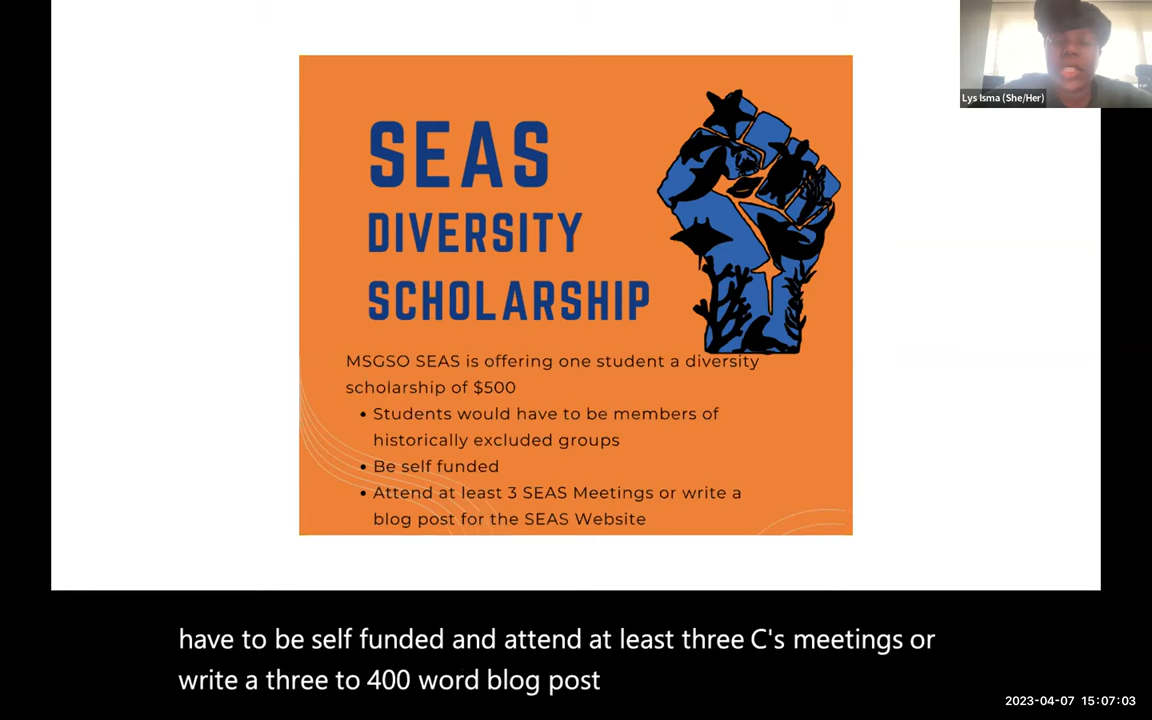 Lys Isma (She/Her)
SEAS
DIVERSITY
SCHOLARSHIP
MSGSO SEAS is offering one student a diversity
scholarship of $500
• Students would have to be members of
historically excluded groups
• Be self funded
• Attend at least 3 SEAS Meetings or write a
blog post for the SEAS Website
have to be self funded and attend at least three C's meetings or
write a three to 400 word blog post
2023-04-07 15:07:03